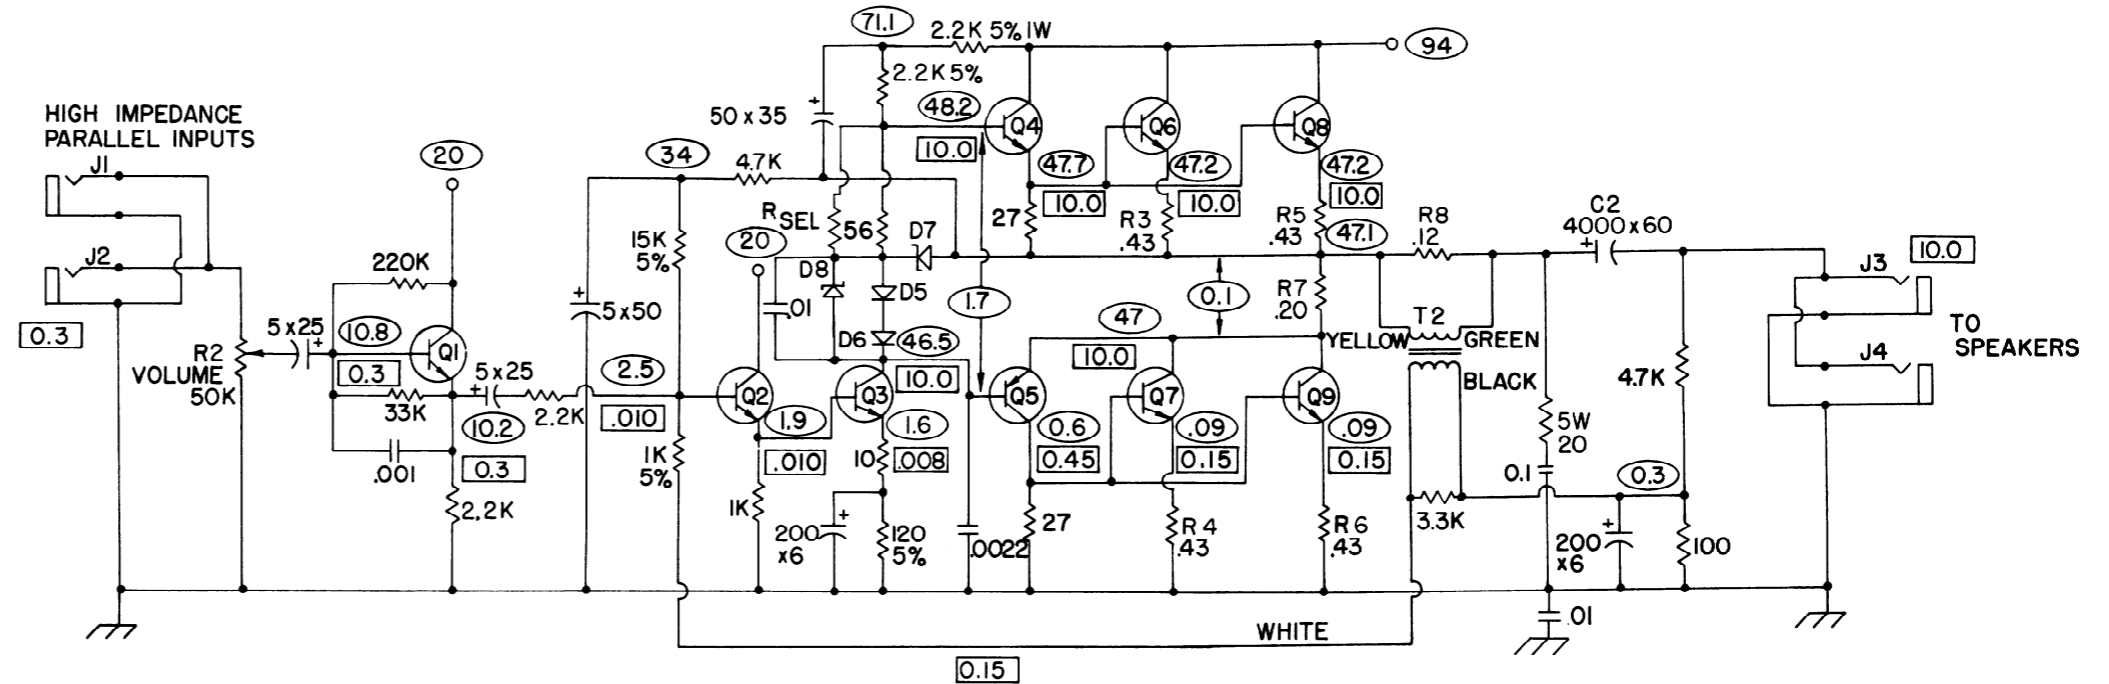 71.1
2.2K 5% 1W
94
2.2K 5%
HIGH IMPEDANCE
PARALLEL INPUTS
J1
50 x 35
+
48.2
10.0
Q4
Q6
Q8
20
34
4.7K
47.7
10.0
47.2
10.0
47.2
10.0
J2
220K
15K
5%
R SEL
56
20
D7
27
R3
.43
R5
.43
47.1
R8
.12
C2
4000 x 60
+
10.0
J3
D8
D5
.01
1.7
0.1
R7
.20
+
5 x 50
0.3
5 x 25
+
10.8
Q1
R2
VOLUME
50K
0.3
D6
46.5
10.0
47
10.0
T2
YELLOW
GREEN
BLACK
TO
SPEAKERS
J4
4.7K
33K
5 x 25
+
2.2K
2.5
.010
Q2
Q3
Q5
Q7
Q9
10.2
0.3
.001
1K
5%
1.9
.010
1.6
.008
10
0.6
0.45
.09
0.15
.09
0.15
5W
20
0.1
0.3
2.2K
1K
200
x6
+
120
5%
.0022
27
R4
.43
R6
.43
3.3K
200
x6
+
100
.01
WHITE
0.15